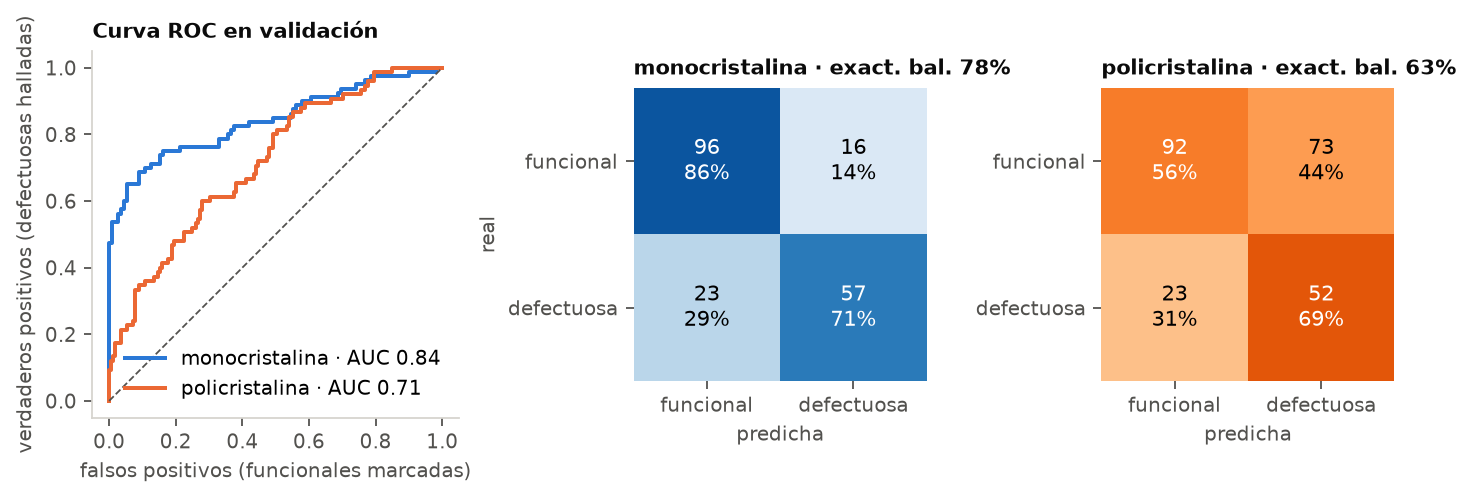 Curva ROC en validación
verdaderos positivos (defectuosas halladas)
1.0
0.8
0.6
0.4
0.2
0.0
monocristalina · AUC 0.84
policristalina · AUC 0.71
0.0 0.2 0.4 0.6 0.8 1.0
falsos positivos (funcionales marcadas)
monocristalina · exact. bal. 78%
real
funcional
defectuosa
96
86%
16
14%
23
29%
57
71%
funcional defectuosa
predicha
policristalina · exact. bal. 63%
funcional
defectuosa
92
56%
73
44%
23
31%
52
69%
funcional defectuosa
predicha